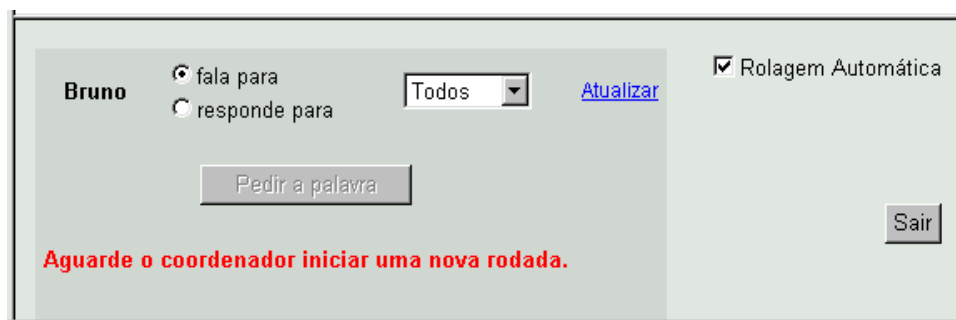 Bruno
fala para
responde para
Todos
Atualizar
Rolagem Automática
Pedir a palavra
Sair
Aguarde o coordenador iniciar uma nova rodada.